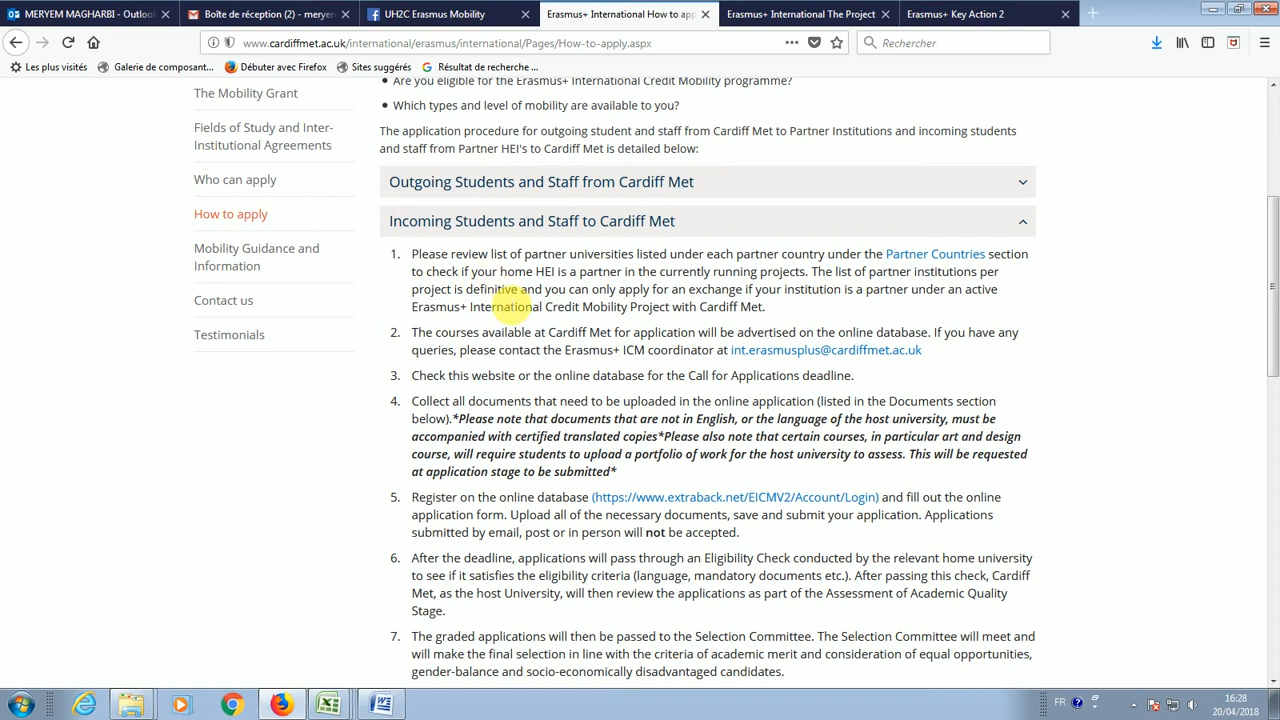 MERYEM MAGHARBI - Outlook
Boîte de réception (2) - meryem
UH2C Erasmus Mobility
Erasmus+ International How to app
Erasmus+ International The Project
Erasmus+ Key Action 2
www.cardiffmet.ac.uk/international/erasmus/international/Pages/How-to-apply.aspx
Rechercher
Les plus visités
Galerie de composant...
Débuter avec Firefox
Sites suggérés
Résultat de recherche ...
The Mobility Grant
Fields of Study and Inter-
Institutional Agreements
Who can apply
How to apply
Mobility Guidance and
Information
Contact us
Testimonials
• Are you eligible for the Erasmus+ International Credit Mobility programme?
• Which types and level of mobility are available to you?
The application procedure for outgoing student and staff from Cardiff Met to Partner Institutions and incoming students
and staff from Partner HEI's to Cardiff Met is detailed below:
Outgoing Students and Staff from Cardiff Met
Incoming Students and Staff to Cardiff Met
1. Please review list of partner universities listed under each partner country under the Partner Countries section
to check if your home HEI is a partner in the currently running projects. The list of partner institutions per
project is definitive and you can only apply for an exchange if your institution is a partner under an active
Erasmus+ International Credit Mobility Project with Cardiff Met.
2. The courses available at Cardiff Met for application will be advertised on the online database. If you have any
queries, please contact the Erasmus+ ICM coordinator at int.erasmusplus@cardiffmet.ac.uk
3. Check this website or the online database for the Call for Applications deadline.
4. Collect all documents that need to be uploaded in the online application (listed in the Documents section
below).*Please note that documents that are not in English, or the language of the host university, must be
accompanied with certified translated copies*Please also note that certain courses, in particular art and design
course, will require students to upload a portfolio of work for the host university to assess. This will be requested
at application stage to be submitted*
5. Register on the online database (https://www.extraback.net/EICMV2/Account/Login) and fill out the online
application form. Upload all of the necessary documents, save and submit your application. Applications
submitted by email, post or in person will not be accepted.
6. After the deadline, applications will pass through an Eligibility Check conducted by the relevant home university
to see if it satisfies the eligibility criteria (language, mandatory documents etc.). After passing this check, Cardiff
Met, as the host University, will then review the applications as part of the Assessment of Academic Quality
Stage.
7. The graded applications will then be passed to the Selection Committee. The Selection Committee will meet and
will make the final selection in line with the criteria of academic merit and consideration of equal opportunities,
gender-balance and socio-economically disadvantaged candidates.
FR
16:28
20/04/2018